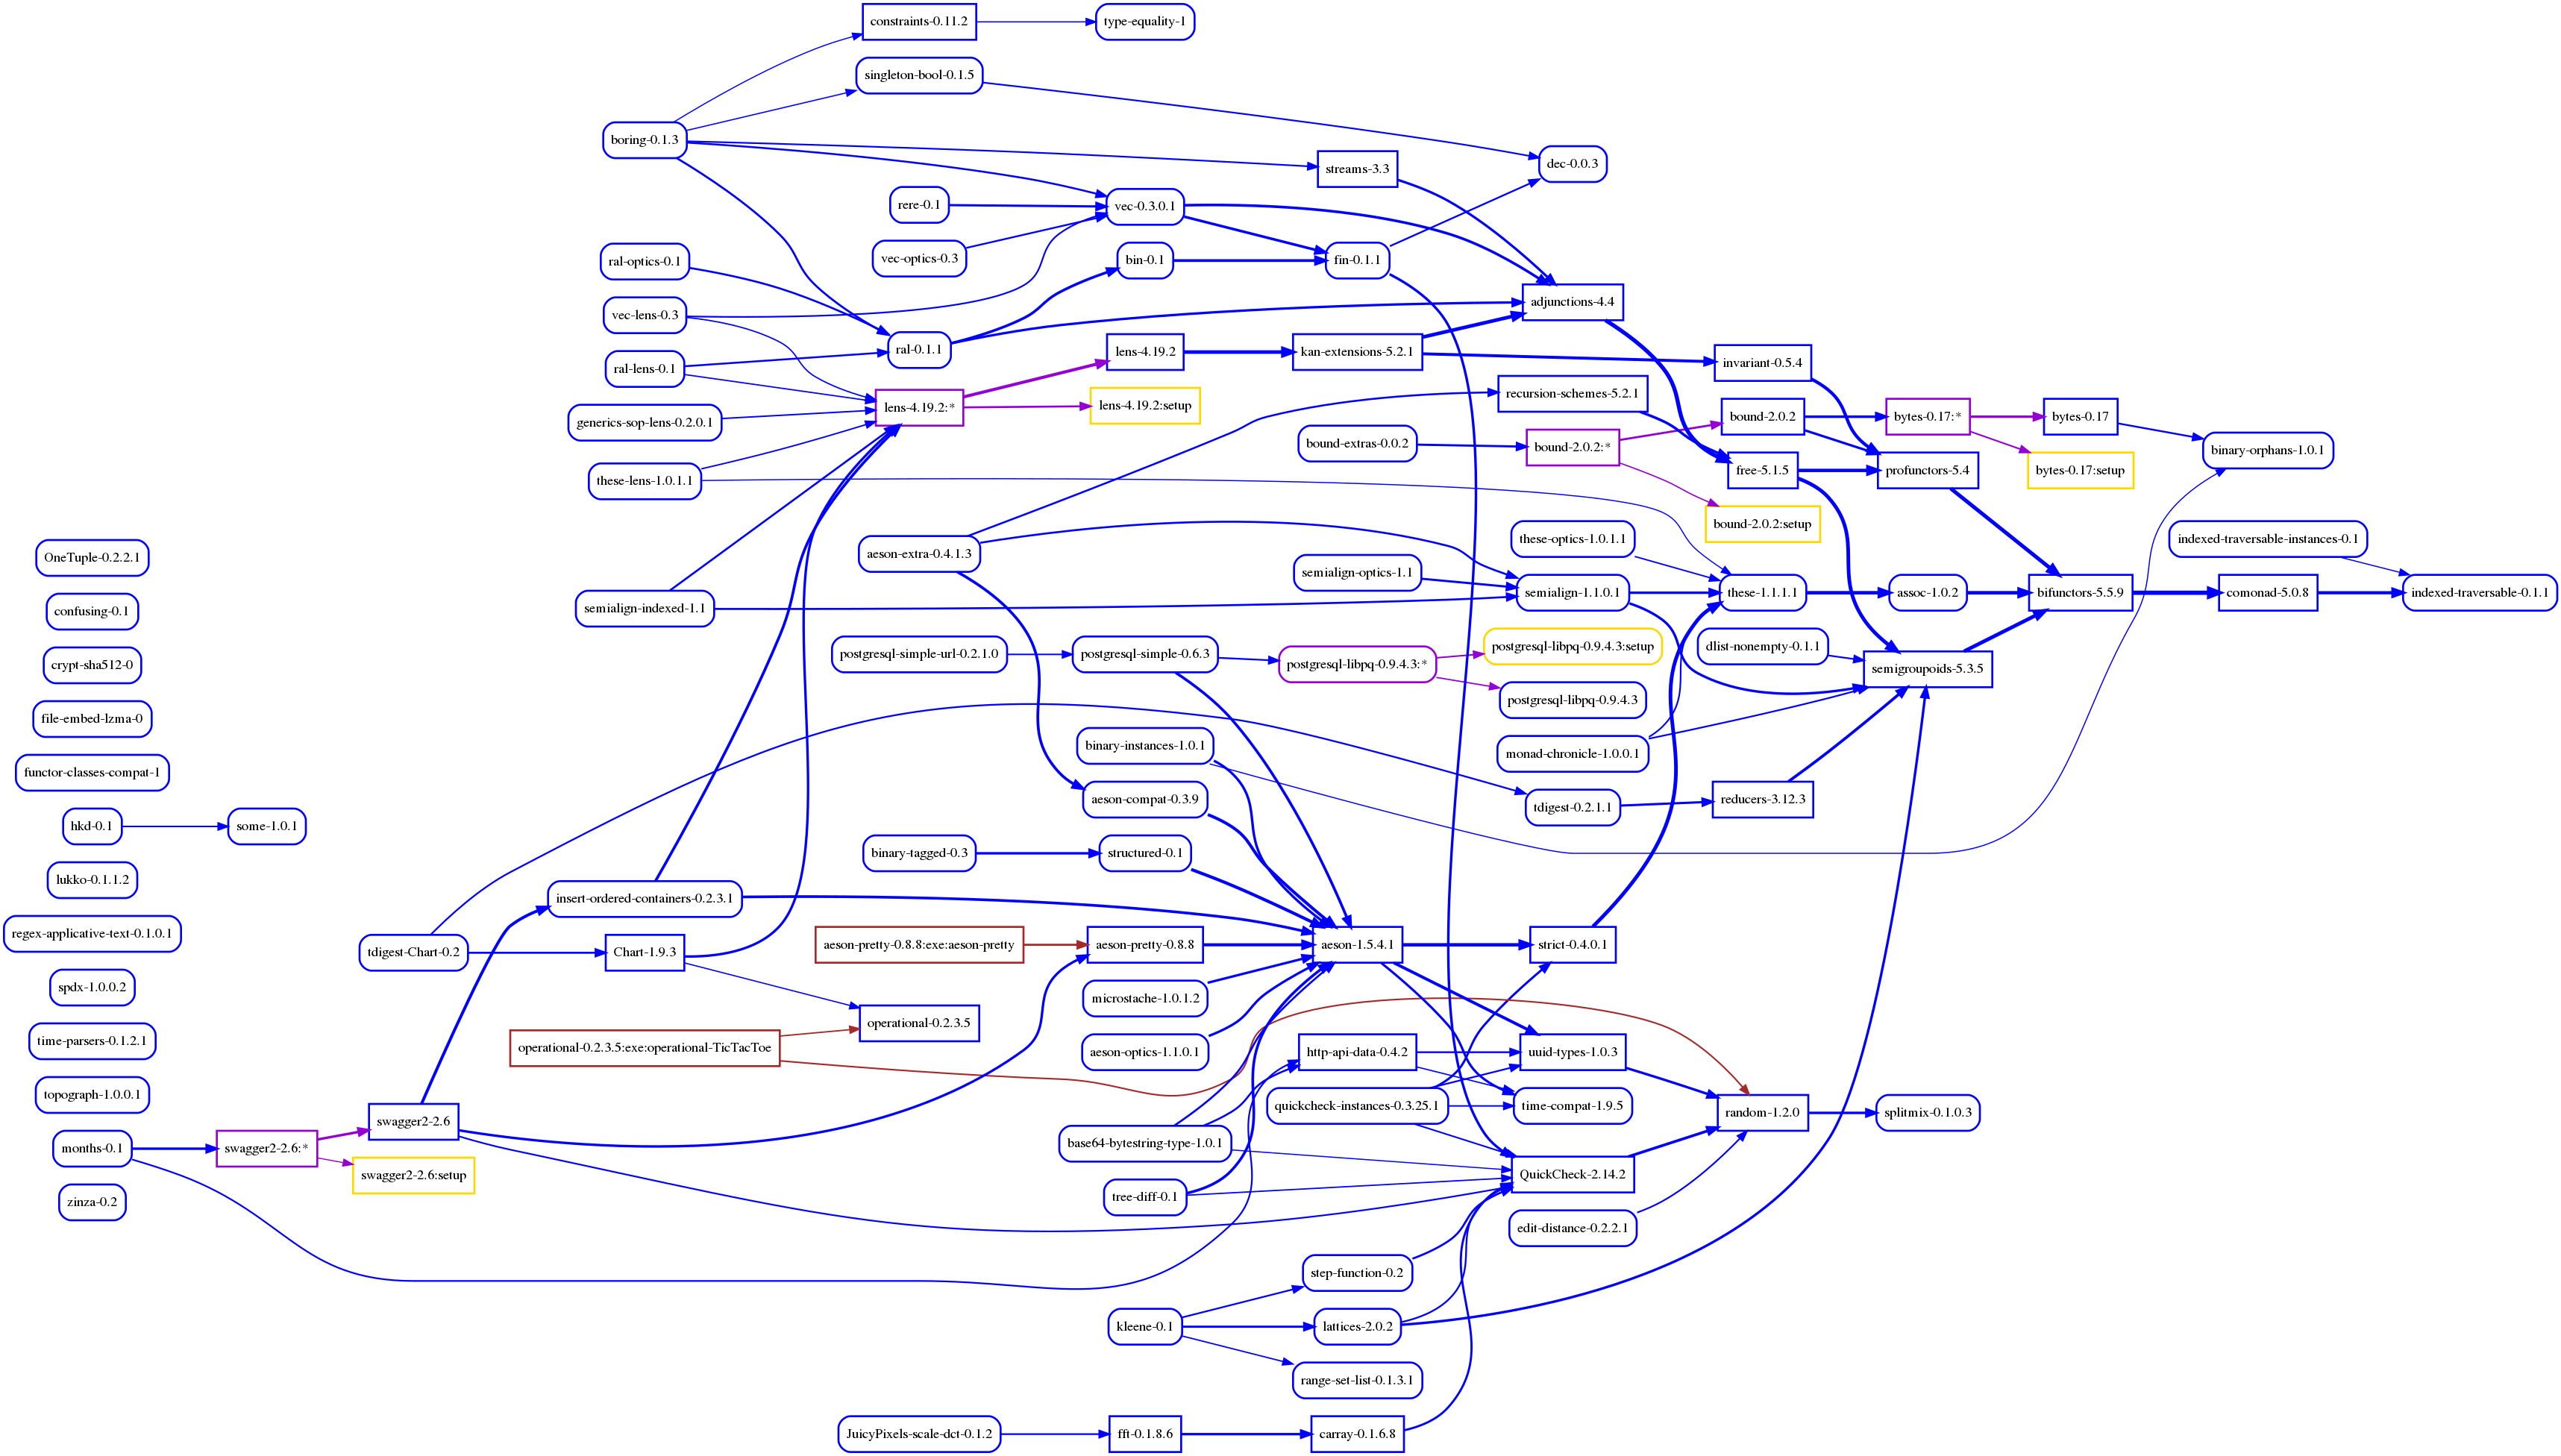 constraints-0.11.2
type-equality-1
singleton-bool-0.1.5
boring-0.1.3
streams-3.3
dec-0.0.3
rere-0.1
vec-0.3.0.1
ral-optics-0.1
vec-optics-0.3
bin-0.1
fin-0.1.1
adjunctions-4.4
vec-lens-0.3
ral-0.1.1
lens-4.19.2
kan-extensions-5.2.1
invariant-0.5.4
ral-lens-0.1
lens-4.19.2:*
lens-4.19.2:setup
recursion-schemes-5.2.1
bound-2.0.2
bytes-0.17:*
bytes-0.17
generics-sop-lens-0.2.0.1
bound-extras-0.0.2
bound-2.0.2:*
binary-orphans-1.0.1
these-lens-1.0.1.1
free-5.1.5
profunctors-5.4
bytes-0.17:setup
bound-2.0.2:setup
OneTuple-0.2.2.1
aeson-extra-0.4.1.3
these-optics-1.0.1.1
indexed-traversable-instances-0.1
semialign-optics-1.1
confusing-0.1
semialign-indexed-1.1
semialign-1.1.0.1
these-1.1.1.1
assoc-1.0.2
bifunctors-5.5.9
comonad-5.0.8
indexed-traversable-0.1.1
crypt-sha512-0
postgresql-simple-url-0.2.1.0
postgresql-simple-0.6.3
postgresql-libpq-0.9.4.3:*
postgresql-libpq-0.9.4.3:setup
dlist-nonempty-0.1.1
semigroupoids-5.3.5
file-embed-lzma-0
postgresql-libpq-0.9.4.3
binary-instances-1.0.1
monad-chronicle-1.0.0.1
functor-classes-compat-1
aeson-compat-0.3.9
tdigest-0.2.1.1
reducers-3.12.3
hkd-0.1
some-1.0.1
binary-tagged-0.3
structured-0.1
lukko-0.1.1.2
insert-ordered-containers-0.2.3.1
regex-applicative-text-0.1.0.1
tdigest-Chart-0.2
Chart-1.9.3
aeson-pretty-0.8.8:exe:aeson-pretty
aeson-pretty-0.8.8
aeson-1.5.4.1
strict-0.4.0.1
spdx-1.0.0.2
microstache-1.0.1.2
operational-0.2.3.5
time-parsers-0.1.2.1
operational-0.2.3.5:exe:operational-TicTacToe
aeson-optics-1.1.0.1
http-api-data-0.4.2
uuid-types-1.0.3
topograph-1.0.0.1
quickcheck-instances-0.3.25.1
time-compat-1.9.5
random-1.2.0
splitmix-0.1.0.3
swagger2-2.6
months-0.1
swagger2-2.6:*
base64-bytestring-type-1.0.1
swagger2-2.6:setup
QuickCheck-2.14.2
zinza-0.2
tree-diff-0.1
edit-distance-0.2.2.1
step-function-0.2
kleene-0.1
lattices-2.0.2
range-set-list-0.1.3.1
JuicyPixels-scale-dct-0.1.2
fft-0.1.8.6
carray-0.1.6.8